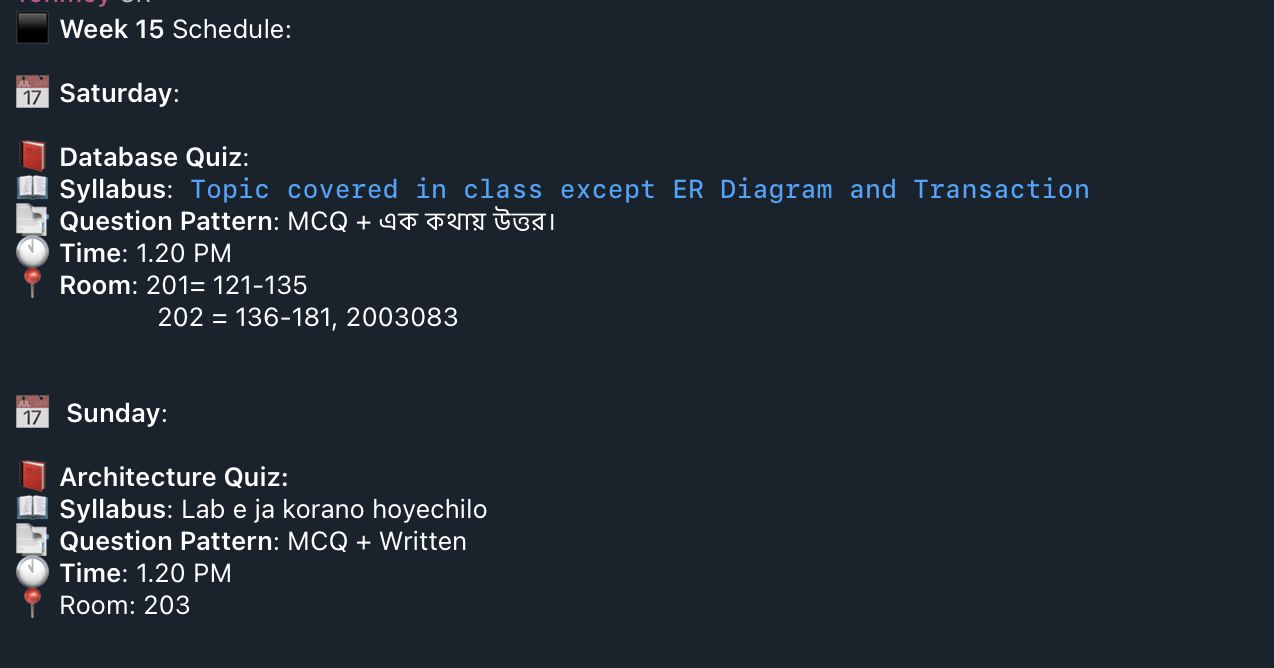 Week 15 Schedule:
Saturday:
Database Quiz:
Syllabus: Topic covered in class except ER Diagram and Transaction
Question Pattern: MCQ + এক কথায় উত্তর।
Time: 1.20 PM
Room: 201= 121-135
202 = 136-181, 2003083
Sunday:
Architecture Quiz:
Syllabus: Lab e ja korano hoyechilo
Question Pattern: MCQ + Written
Time: 1.20 PM
Room: 203